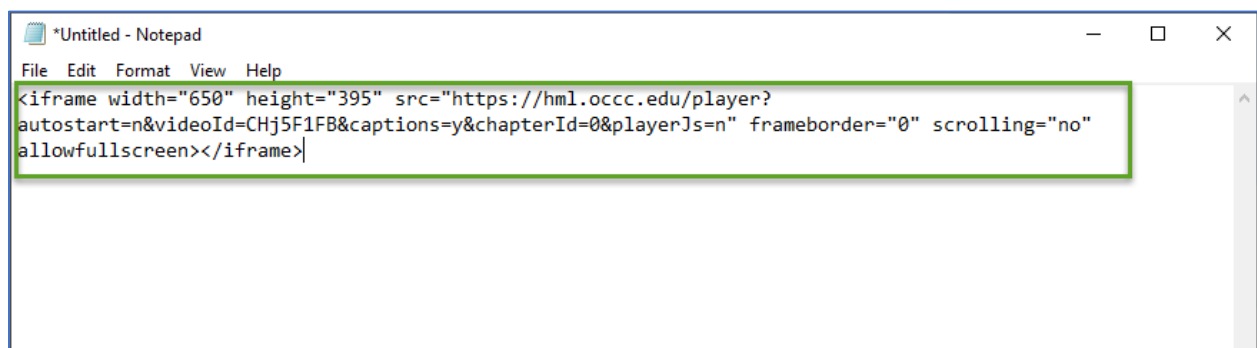 *Untitled - Notepad
File Edit Format View Help
<iframe width="650" height="395" src="https://hml.occc.edu/player?
autostart=n&videoId=CHj5F1FB&captions=y&chapterId=0&playerJs=n" frameborder="0" scrolling="no"
allowfullscreen></iframe>